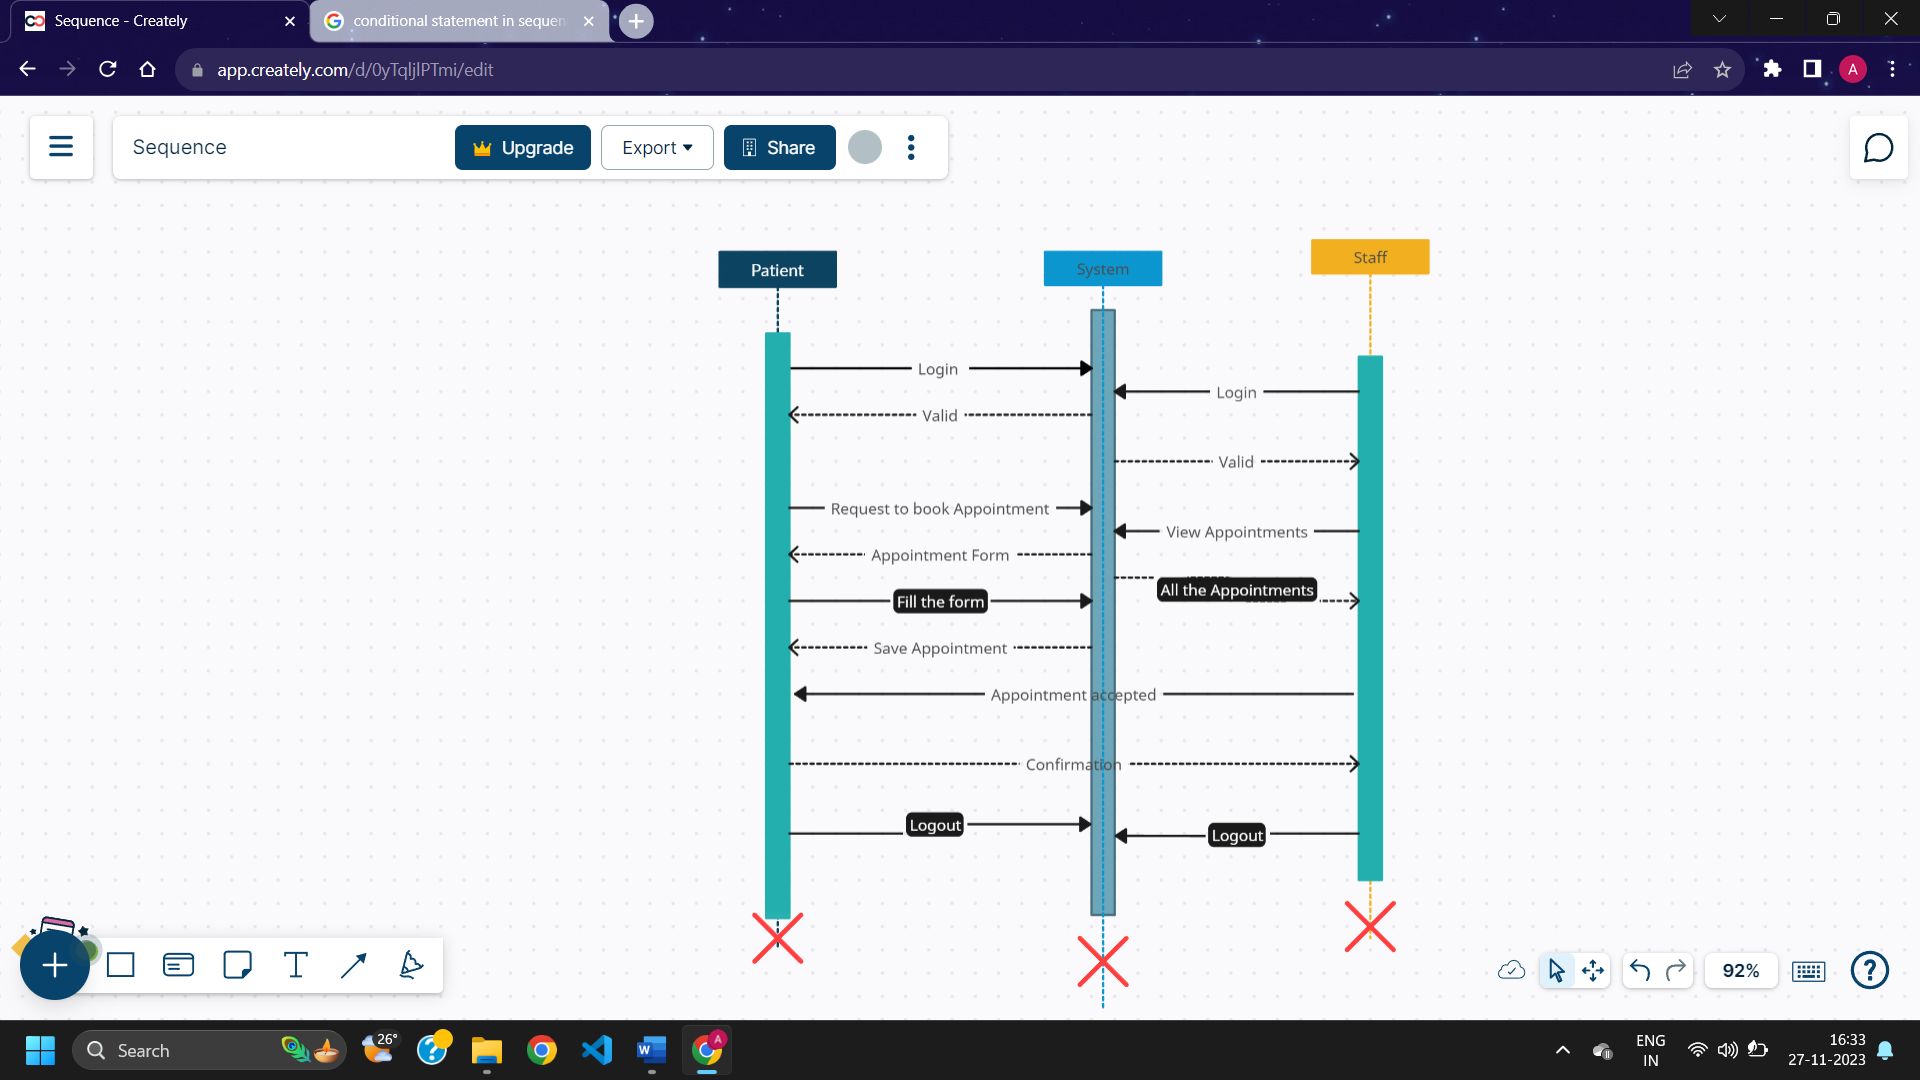 Sequence - Creately
conditional statement in sequen
app.creately.com/d/0yTqljlPTmi/edit
A
Sequence
Upgrade
Export
Share
Patient
System
Staff
Login
Login
Valid
Valid
Request to book Appointment
View Appointments
Appointment Form
All the Appointments
Fill the form
Save Appointment
Appointment accepted
Confirmation
Logout
Logout
T
92%
?
Search
26°
?
W
A
ENG
IN
16:33
27-11-2023